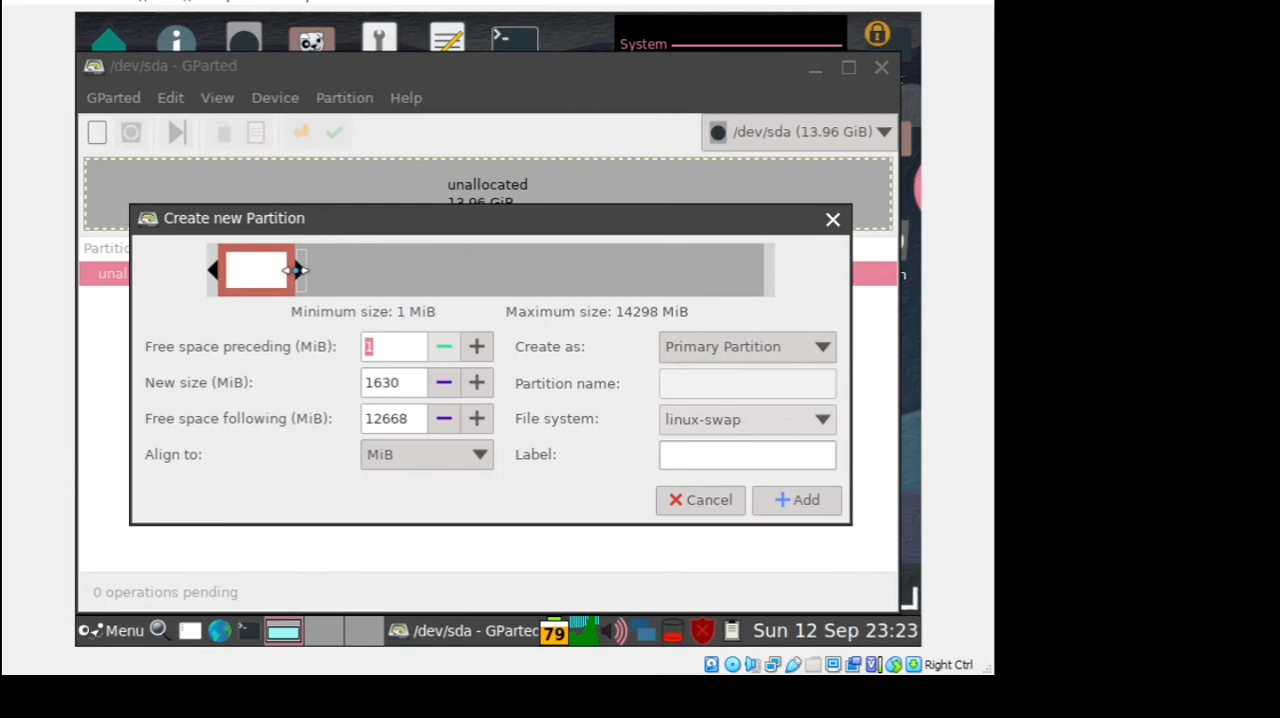 System
/dev/sda - GParted
GParted Edit View Device Partition Help
/dev/sda (13.96 GiB)
unallocated
13.96 GiB
Create new Partition
Partitio
unal
Minimum size: 1 MiB Maximum size: 14298 MiB
Free space preceding (MiB): 1 Create as: Primary Partition
New size (MiB): 1630 Partition name:
Free space following (MiB): 12668 File system: linux-swap
Align to: MiB Label:
Cancel Add
0 operations pending
Menu /dev/sda - GParted 79 Sun 12 Sep 23:23
Right Ctrl